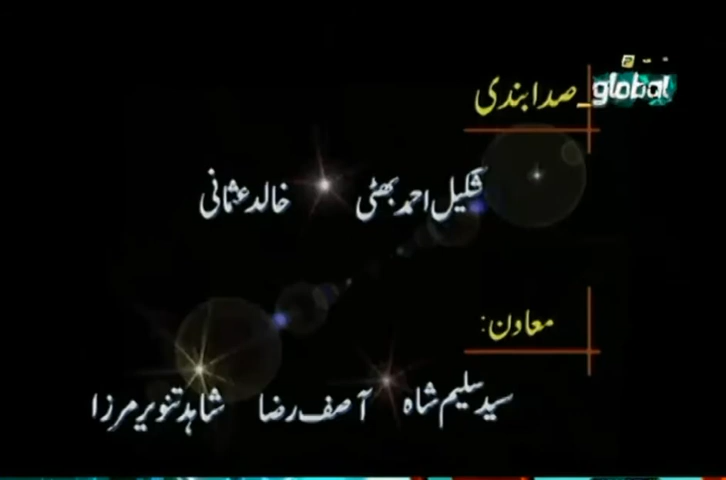 global
صدابندی
شکیل احمد بھٹی خالد عثمانی
معاون:
سید سلیم شاہ آصف رضا شاہد تنویر مرزا